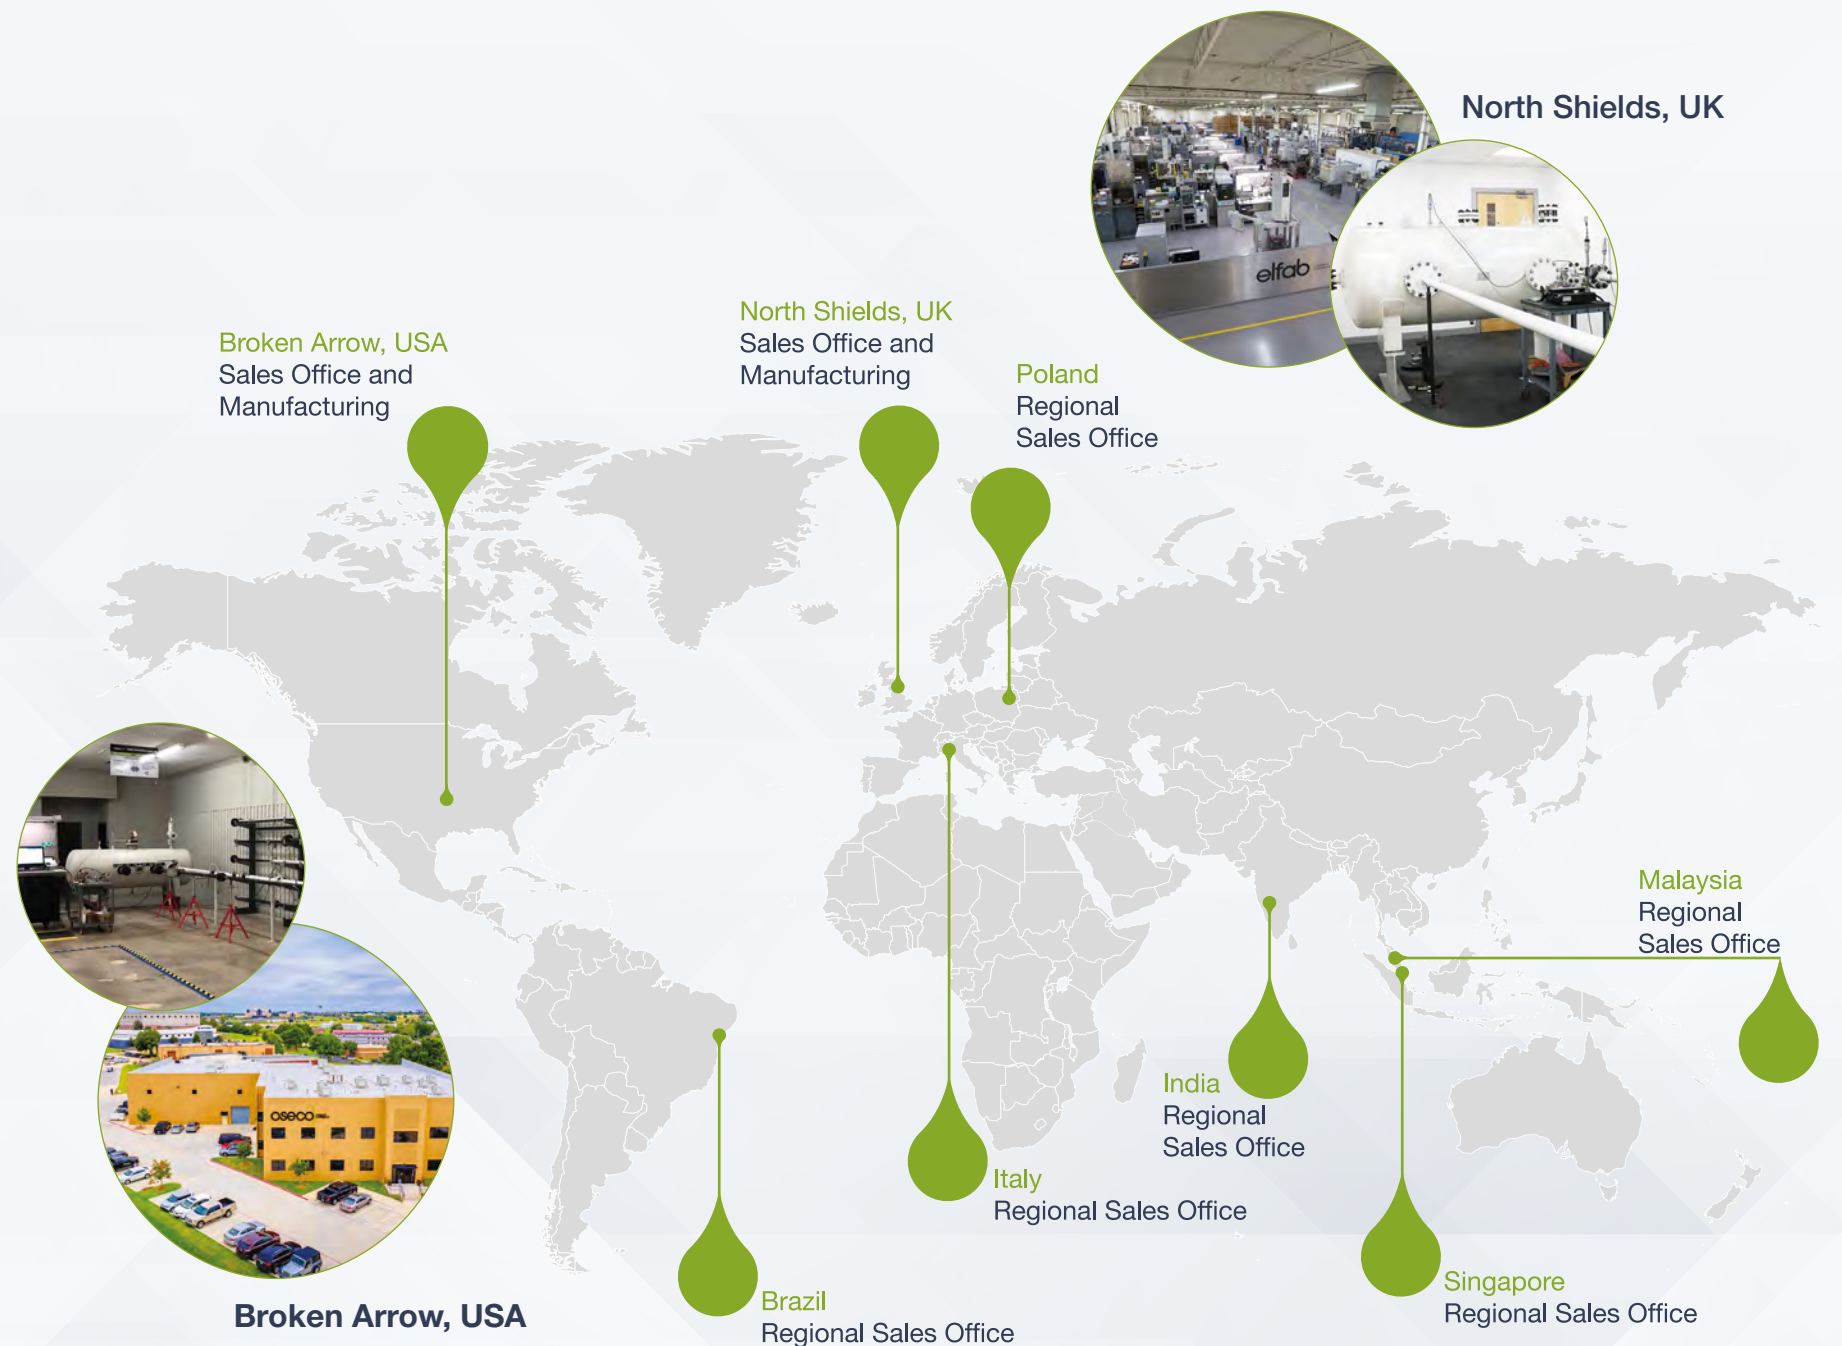 North Shields, UK
elfab
North Shields, UK
Sales Office and
Manufacturing
Broken Arrow, USA
Sales Office and
Manufacturing
Poland
Regional
Sales Office
Malaysia
Regional
Sales Office
India
Regional
Sales Office
Italy
Regional Sales Office
Singapore
Regional Sales Office
Brazil
Regional Sales Office
oseco
Broken Arrow, USA